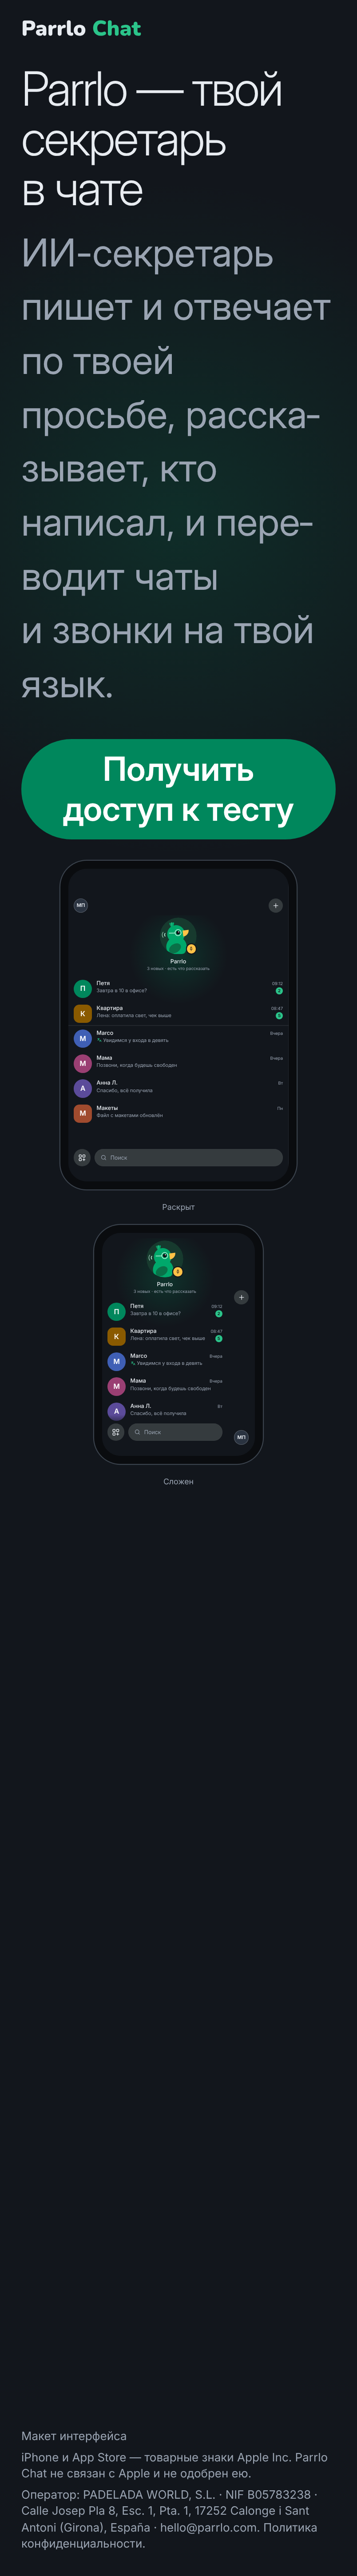 Parrlo Chat
Parrlo — твой
секретарь
в чате
ИИ-секретарь
пишет и отвечает
по твоей
просьбе, расска-
зывает, кто
написал, и пере-
водит чаты
и звонки на твой
язык.
Получить
доступ к тесту
МП
+
Parrlo
3 новых · есть что рассказать
П
Петя
09:12
Завтра в 10 в офисе?
2
К
Квартира
08:47
Лена: оплатила свет, чек выше
5
M
Marco
Вчера
Увидимся у входа в девять
М
Мама
Вчера
Позвони, когда будешь свободен
А
Анна Л.
Вт
Спасибо, всё получила
М
Макеты
Пн
Файл с макетами обновлён
Поиск
Раскрыт
Parrlo
3 новых · есть что рассказать
+
П
Петя
09:12
Завтра в 10 в офисе?
2
К
Квартира
08:47
Лена: оплатила свет, чек выше
5
M
Marco
Вчера
Увидимся у входа в девять
М
Мама
Вчера
Позвони, когда будешь свободен
А
Анна Л.
Вт
Спасибо, всё получила
Поиск
МП
Сложен
Макет интерфейса
iPhone и App Store — товарные знаки Apple Inc. Parrlo
Chat не связан с Apple и не одобрен ею.
Оператор: PADELADA WORLD, S.L. · NIF B05783238 ·
Calle Josep Pla 8, Esc. 1, Pta. 1, 17252 Calonge i Sant
Antoni (Girona), España · hello@parrlo.com. Политика
конфиденциальности.